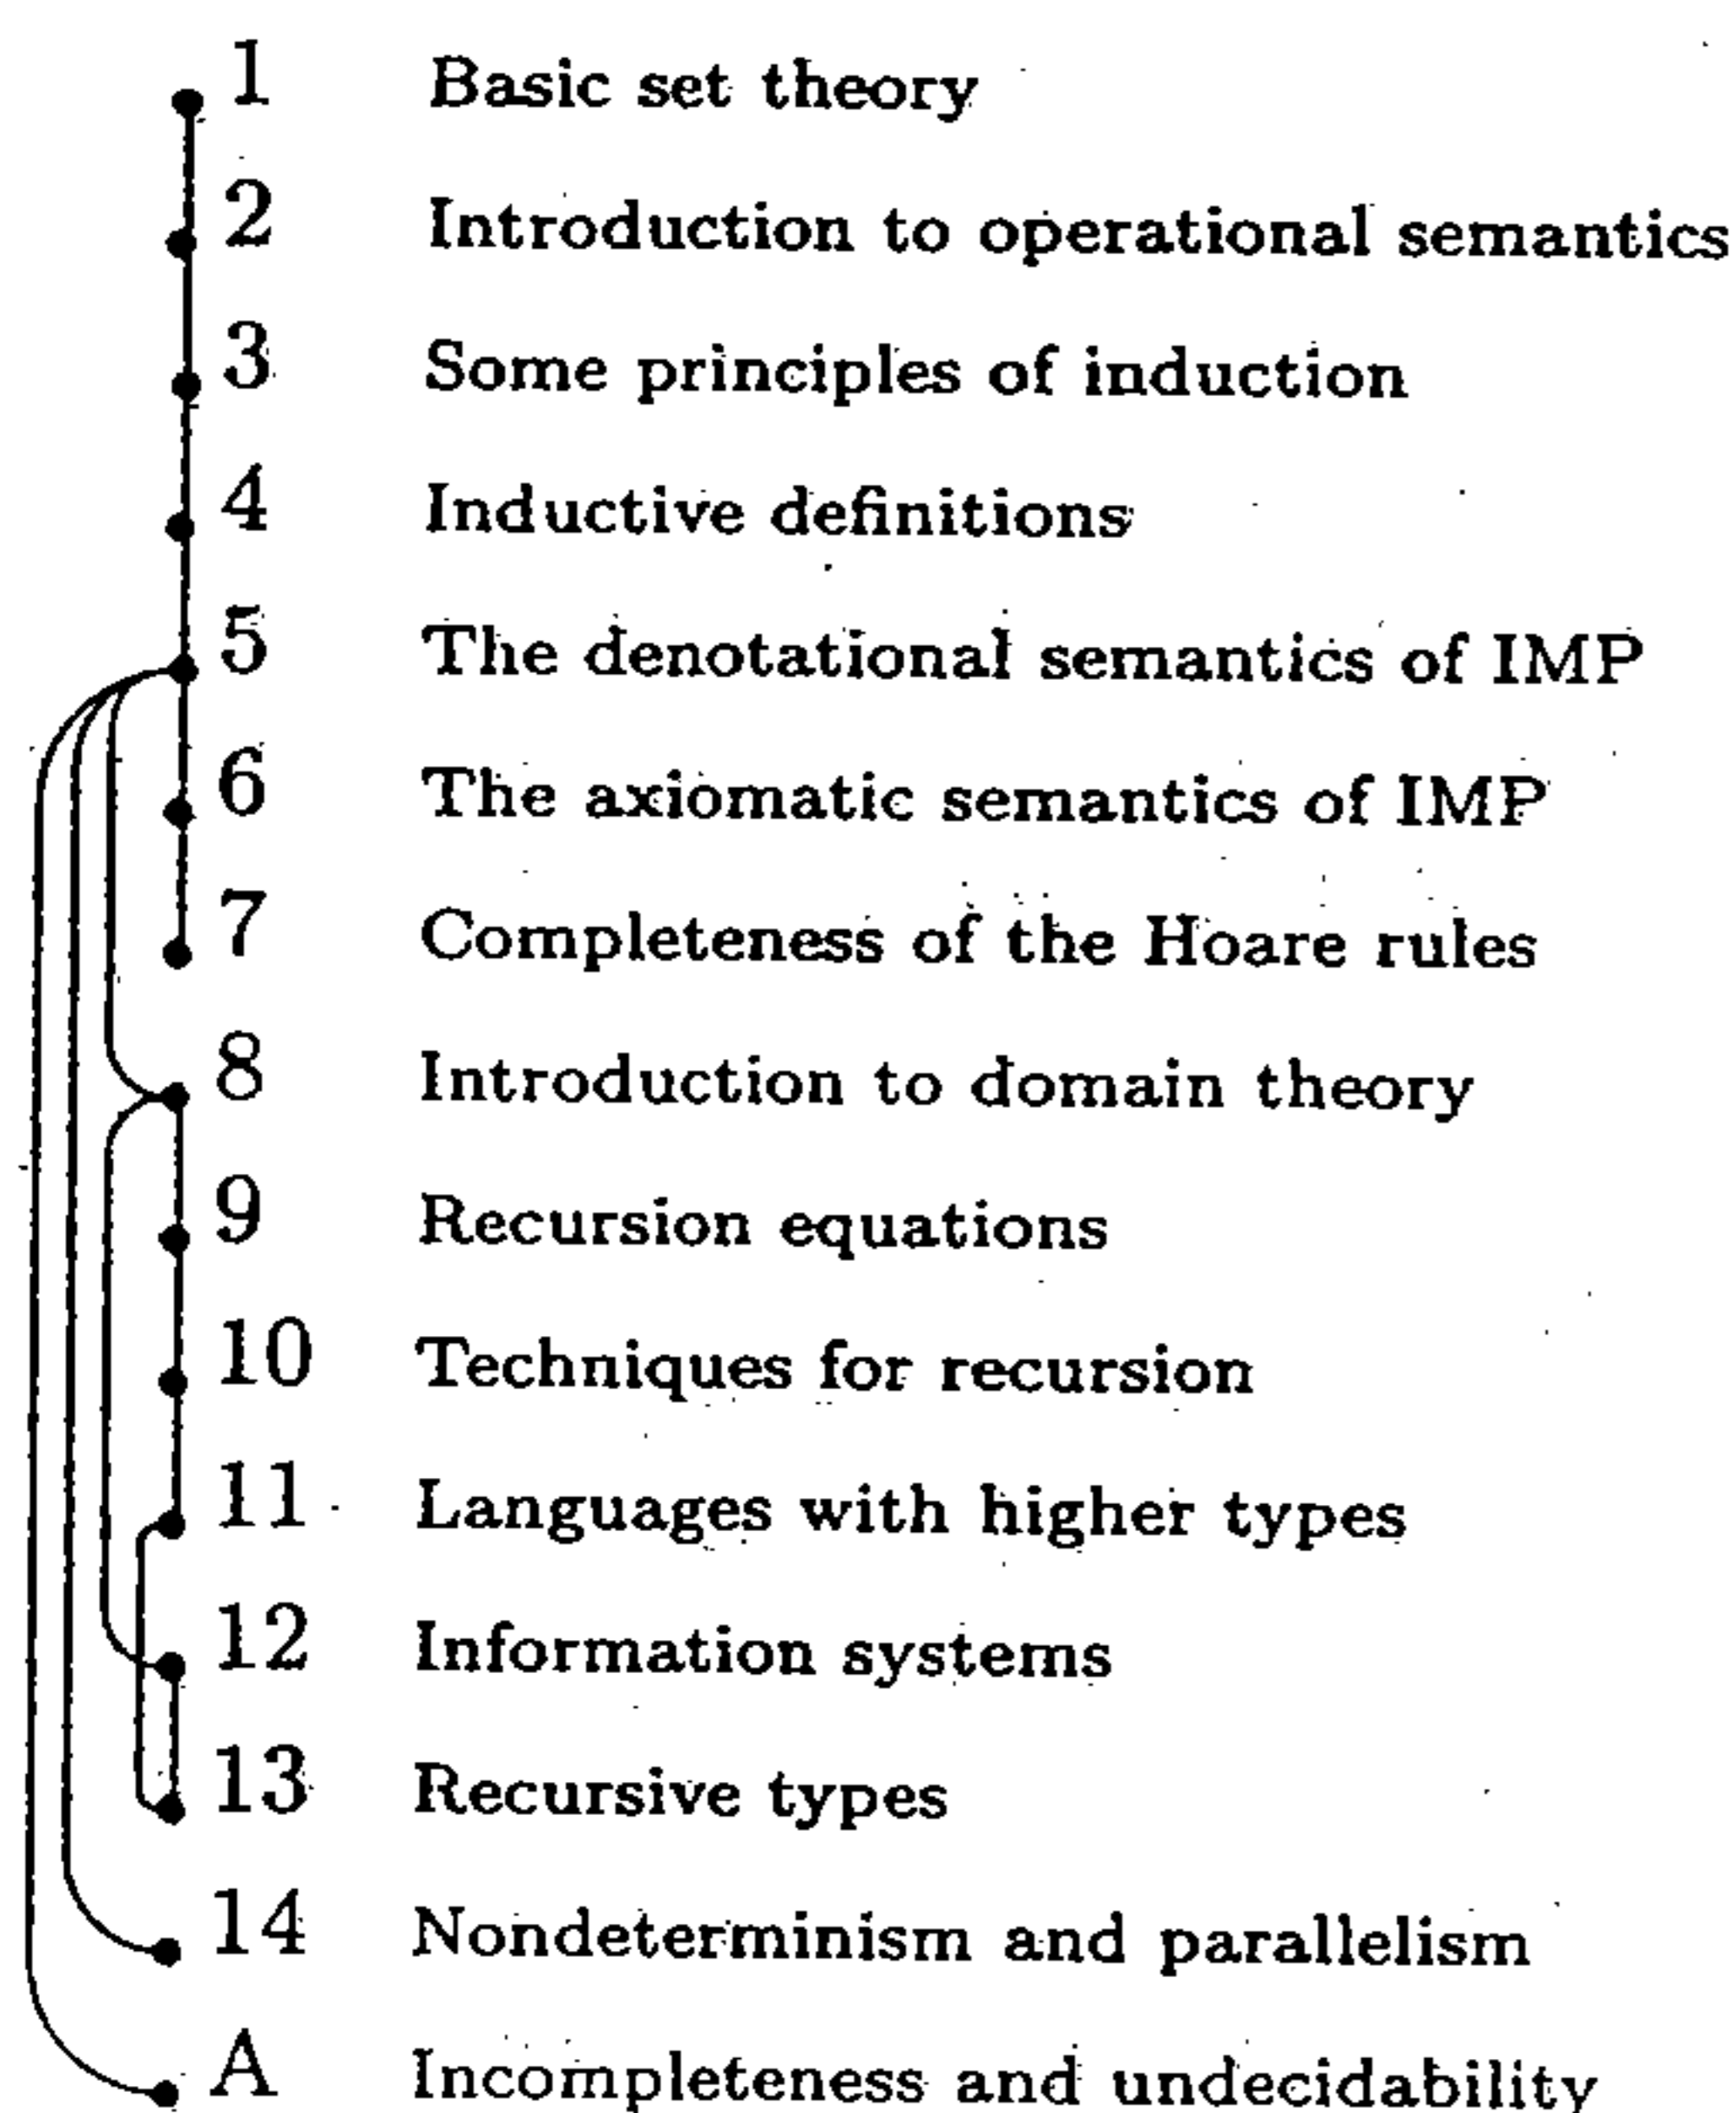 1 Basic set theory
2 Introduction to operational semantics
3 Some principles of induction
4 Inductive definitions
5 The denotational semantics of IMP
6 The axiomatic semantics of IMP
7 Completeness of the Hoare rules
8 Introduction to domain theory
9 Recursion equations
10 Techniques for recursion
11 Languages with higher types
12 Information systems
13 Recursive types
14 Nondeterminism and parallelism
A Incompleteness and undecidability